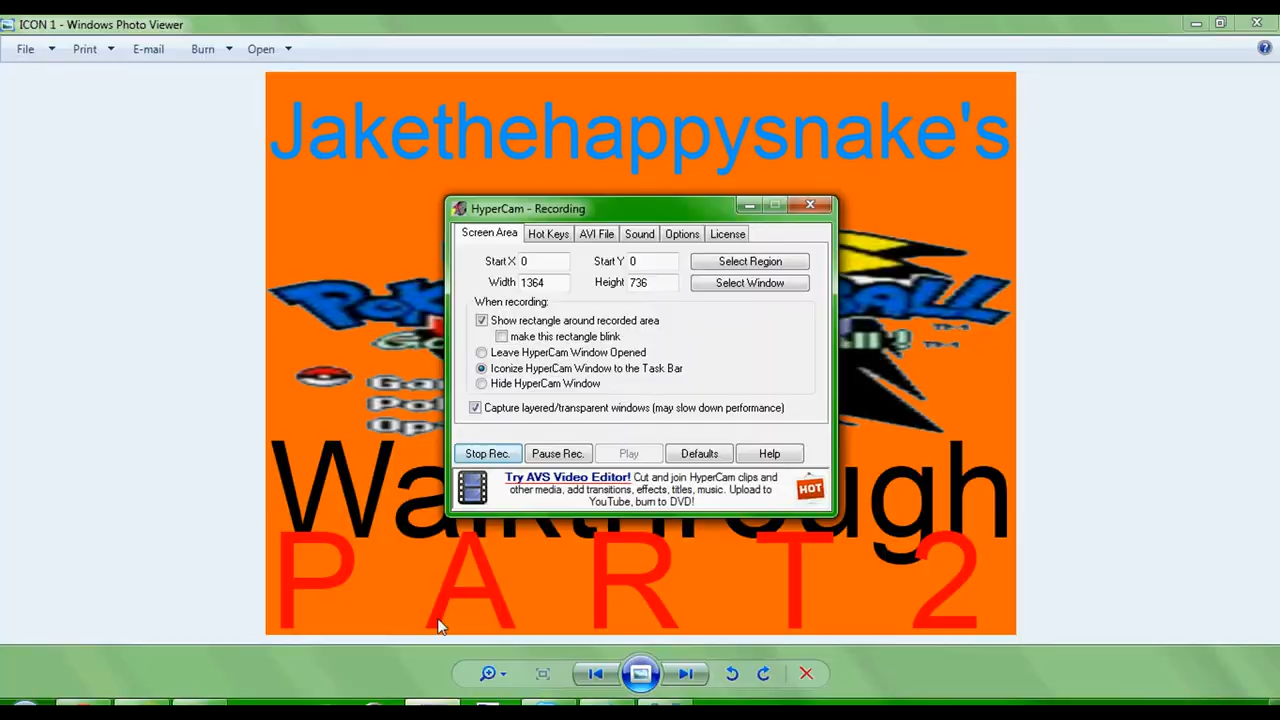 ICON 1 - Windows Photo Viewer
File Print E-mail Burn Open
Jakethehappysnake's
HyperCam - Recording
Screen Area Hot Keys AVI File Sound Options License
Start X 0 Start Y 0 Select Region
Width 1364 Height 736 Select Window
When recording:
Show rectangle around recorded area
make this rectangle blink
Leave HyperCam Window Opened
Iconize HyperCam Window to the Task Bar
Hide HyperCam Window
Capture layered/transparent windows (may slow down performance)
Stop Rec. Pause Rec. Play Defaults Help
Try AVS Video Editor! Cut and join HyperCam clips and
other media, add transitions, effects, titles, music. Upload to
YouTube, burn to DVD!
HOT
PART2